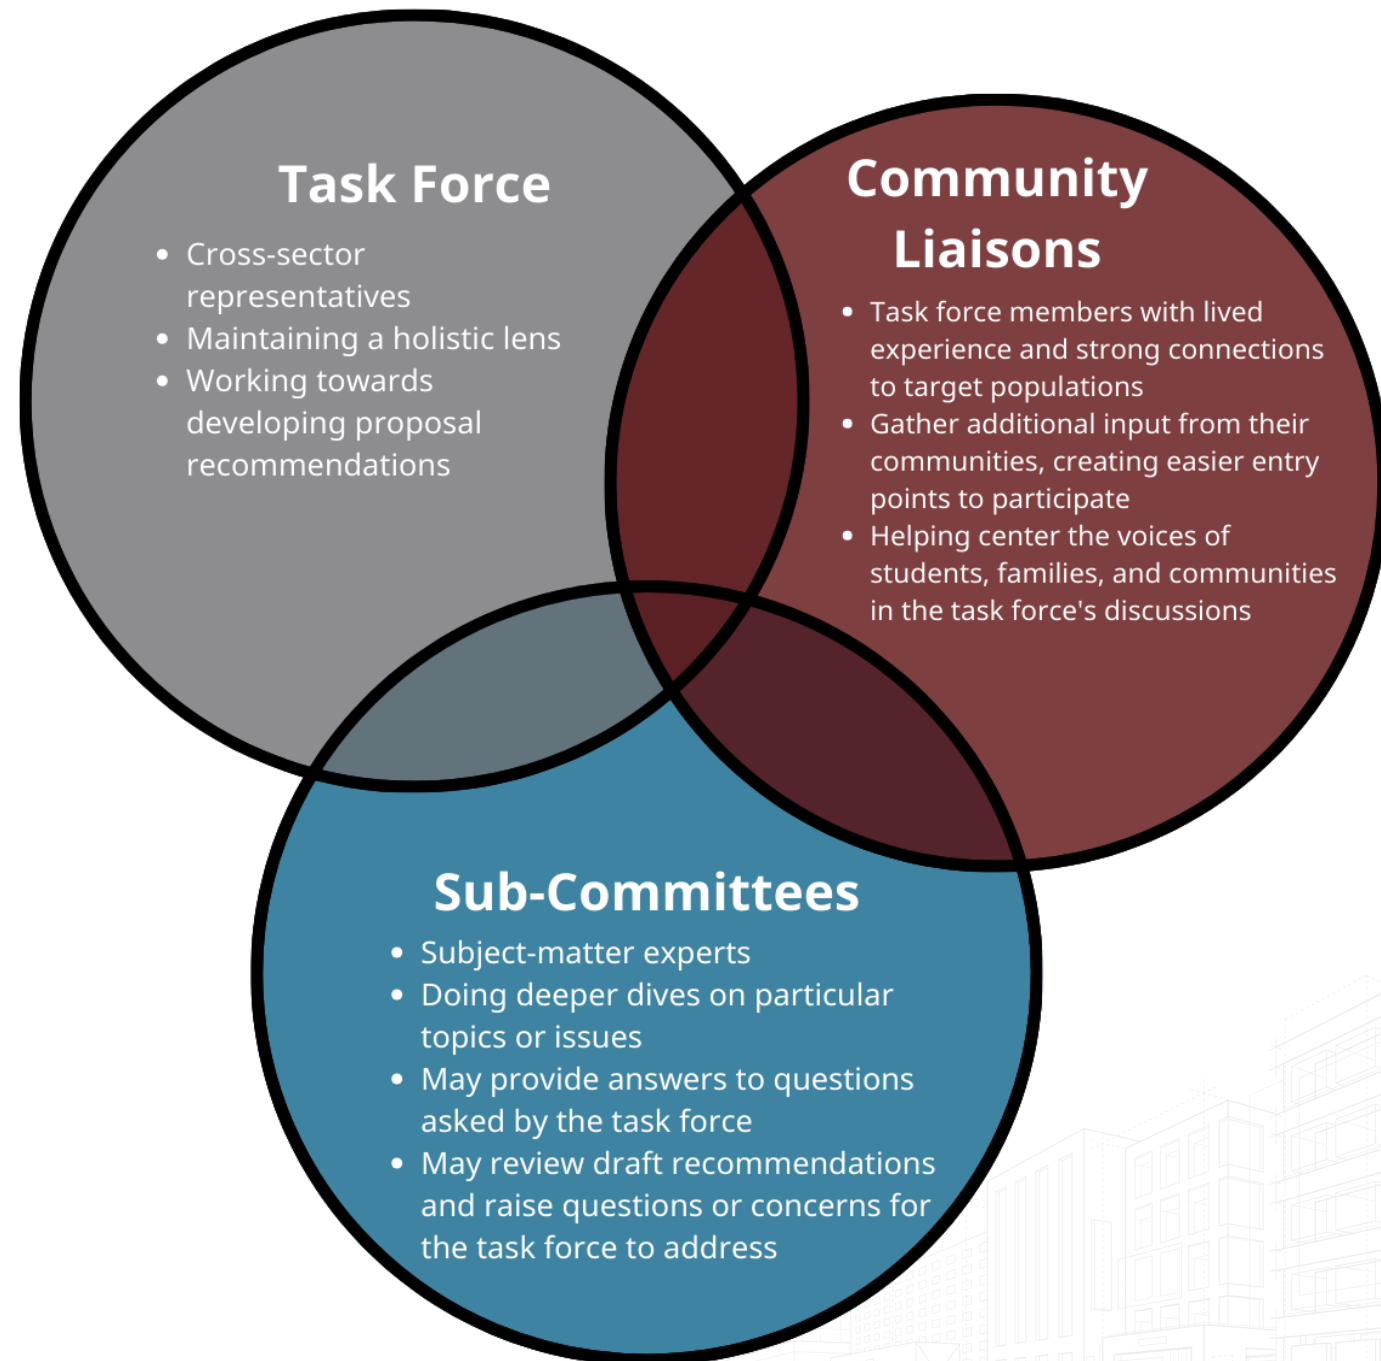 Task Force
• Cross-sector
representatives
• Maintaining a holistic lens
• Working towards
developing proposal
recommendations
Community
Liaisons
• Task force members with lived
experience and strong connections
to target populations
• Gather additional input from their
communities, creating easier entry
points to participate
• Helping center the voices of
students, families, and communities
in the task force's discussions
Sub-Committees
• Subject-matter experts
• Doing deeper dives on particular
topics or issues
• May provide answers to questions
asked by the task force
• May review draft recommendations
and raise questions or concerns for
the task force to address